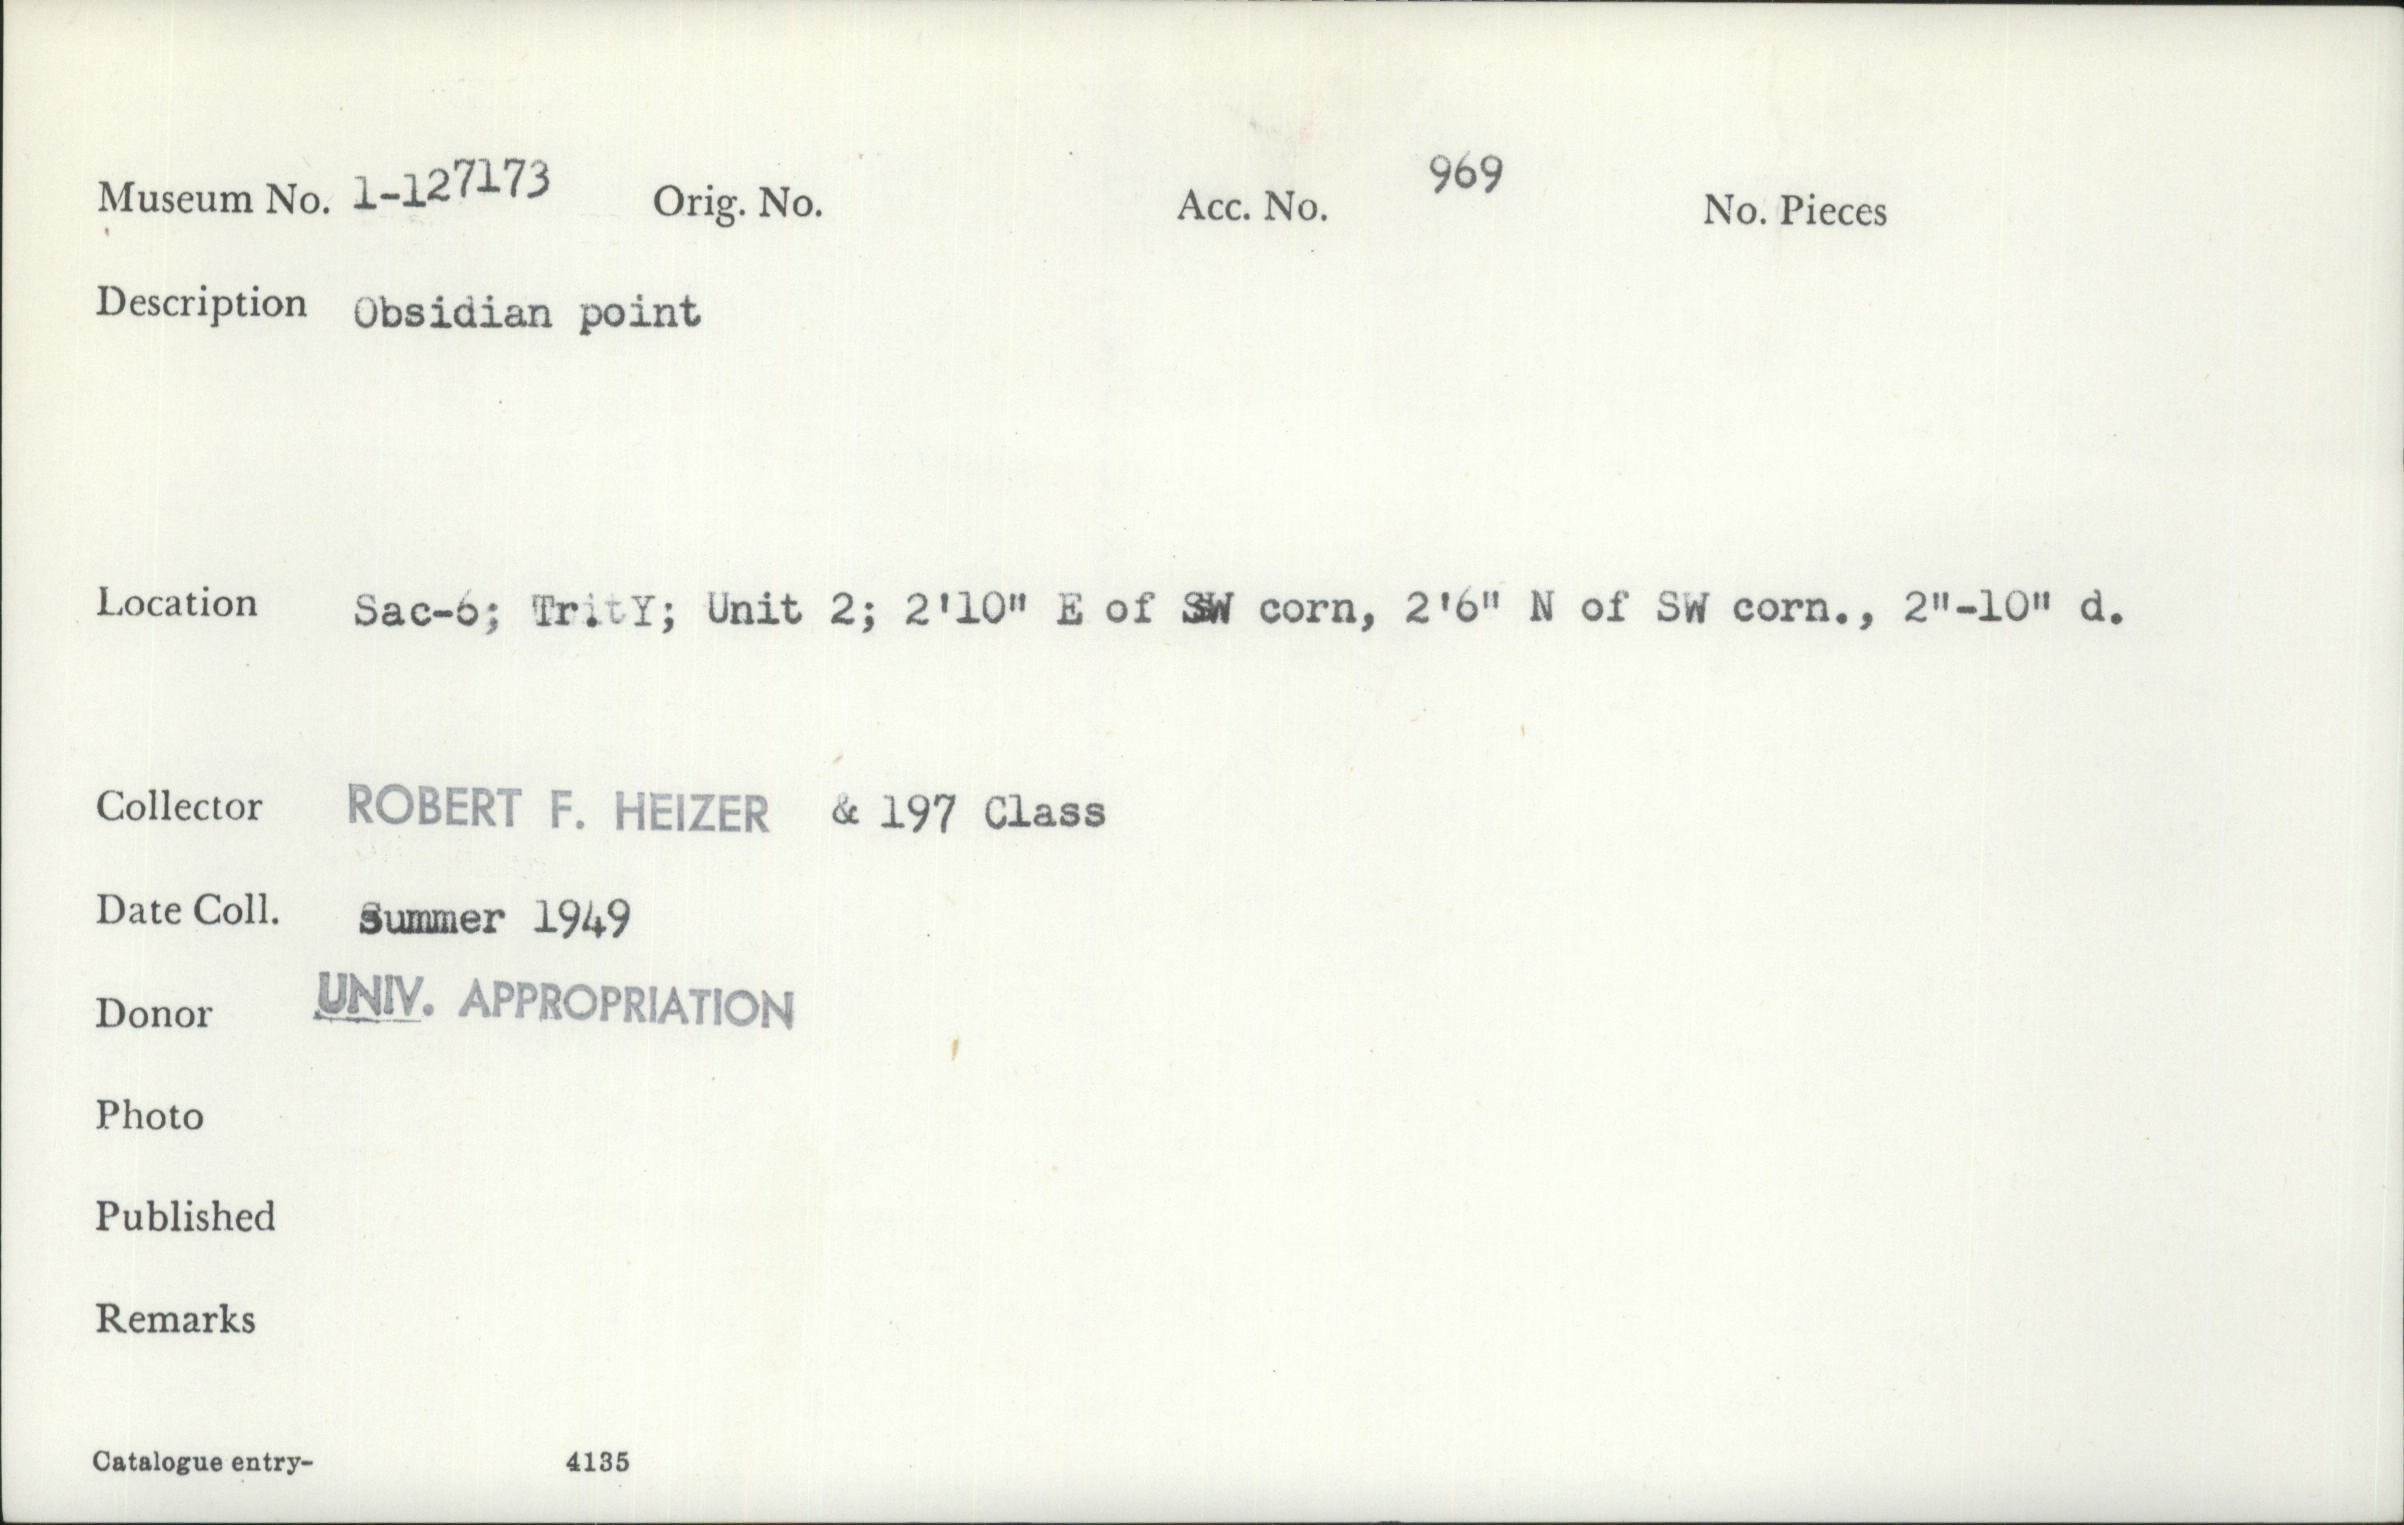 Museum No. 1-127173 Orig. No. Acc. No. 969 No. Pieces
Description Obsidian point
Location Sac-6; Unit 2; 2'10" E of SW corn, 2'6" N of SW corn., 2"-10" d.
Collector ROBERT F. HEIZER & 197 Class
Date Coll. Summer 1949
Donor UNIV. APPROPRIATION
Photo
Published
Remarks
Catalogue entry- 4135